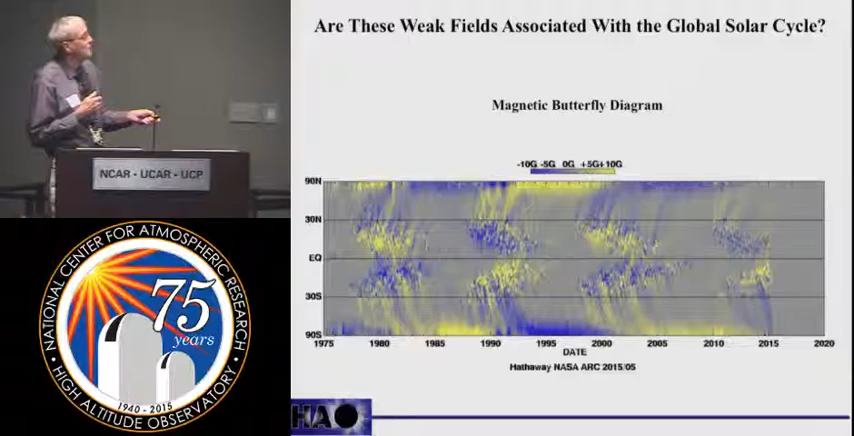 Are These Weak Fields Associated With the Global Solar Cycle?
Magnetic Butterfly Diagram
-10G -5G 0G +5G +10G
90N
30N
EQ
30S
90S
1975 1980 1985 1990 1995 2000 2005 2010 2015 2020
DATE
Hathaway NASA ARC 2015/05
NCAR - UCAR - UCP
NATIONAL CENTER FOR ATMOSPHERIC RESEARCH
75
years
1940 - 2015
HIGH ALTITUDE OBSERVATORY
HAO